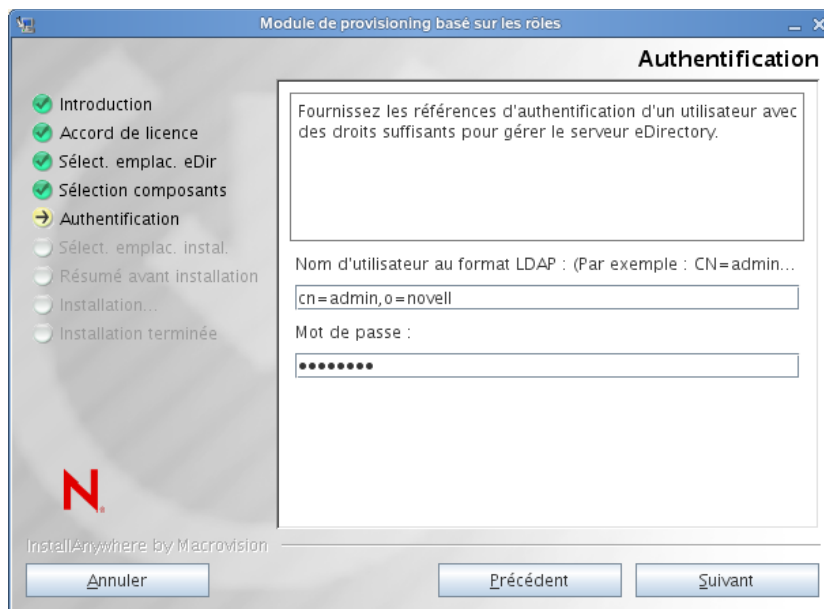 Module de provisioning basé sur les rôles
Authentification
Introduction
Accord de licence
Sélect. emplac. eDir
Sélection composants
Authentification
Sélect. emplac. instal.
Résumé avant installation
Installation...
Installation terminée
Fournissez les références d'authentification d'un utilisateur avec
des droits suffisants pour gérer le serveur eDirectory.
Nom d'utilisateur au format LDAP : (Par exemple : CN=admin...
cn=admin,o=novell
Mot de passe :
••••••••
N
InstallAnywhere by Macrovision
Annuler
Précédent
Suivant